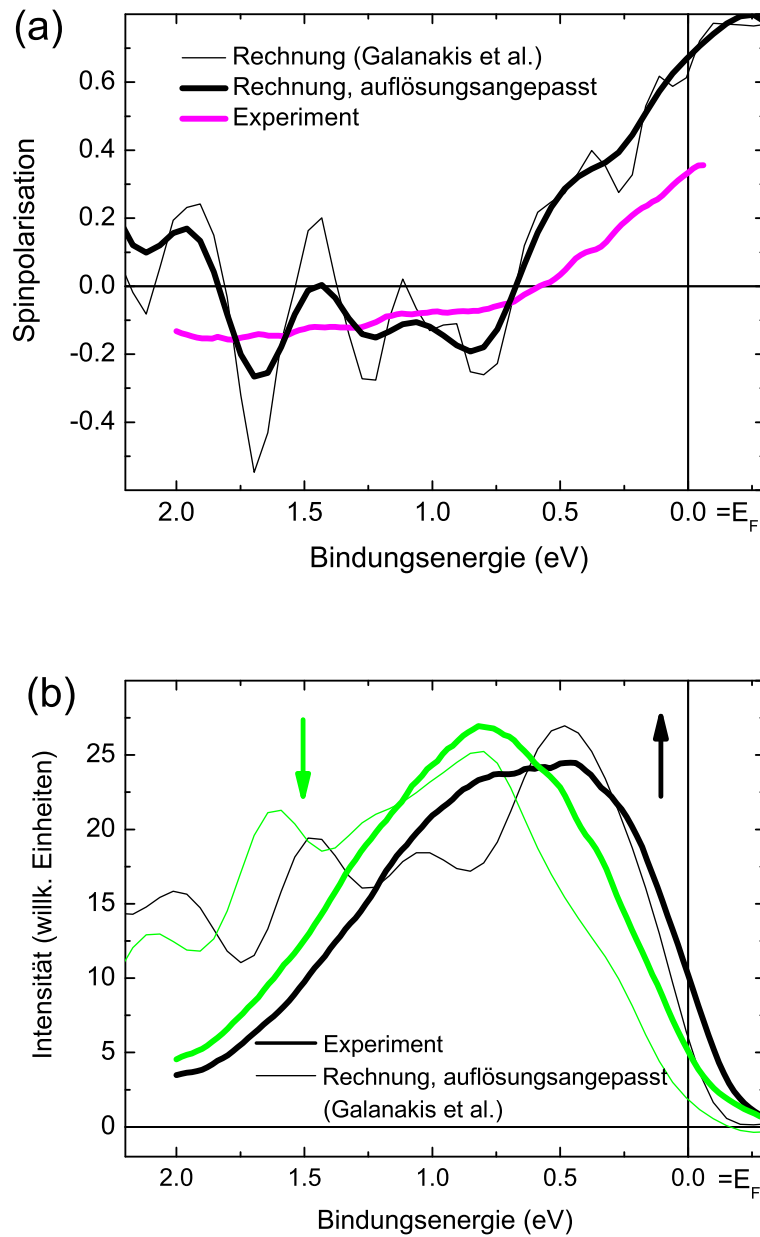 (a)
Rechnung (Galanakis et al.)
Rechnung, auflösungsangepasst
Experiment
Spinpolarisation
0.6
0.4
0.2
0.0
-0.2
-0.4
2.0 1.5 1.0 0.5 0.0 =E_F
Bindungsenergie (eV)
(b)
Intensität (willk. Einheiten)
25
20
15
10
5
0
Experiment
Rechnung, auflösungsangepasst
(Galanakis et al.)
2.0 1.5 1.0 0.5 0.0 =E_F
Bindungsenergie (eV)